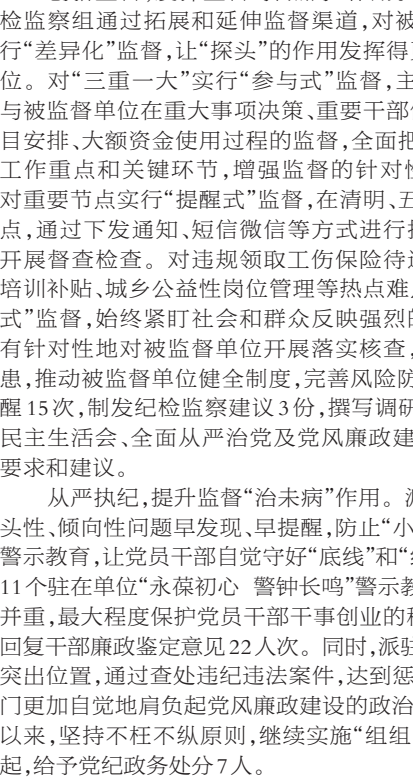 检监察组通过拓展和延伸监督渠道,对被
行“差异化”监督,让“探头”的作用发挥得
位。对“三重一大”实行“参与式”监督,主
与被监督单位在重大事项决策、重要干部
目安排、大额资金使用过程的监督,全面把
工作重点和关键环节,增强监督的针对
对重要节点实行“提醒式”监督,在清明、五
点,通过下发通知、短信微信等方式进行
开展督查检查。对违规领取工伤保险待
培训补贴、城乡公益性岗位管理等热点难
式”监督,始终紧盯社会和群众反映强烈
有针对性地对被监督单位开展落实核查,
患,推动被监督单位健全制度,完善风险防
醒15次,制发纪检监察建议3份,撰写调研
民主生活会、全面从严治党及党风廉政建
要求和建议。
从严执纪,提升监督“治未病”作用。
头性、倾向性问题早发现、早提醒,防止“小
警示教育,让党员干部自觉守好“底线”和“
11个驻在单位“永葆初心 警钟长鸣”警示教
并重,最大程度保护党员干部干事创业的
回复干部廉政鉴定意见22人次。同时,派驻
突出位置,通过查处违纪违法案件,达到惩
门更加自觉地肩负起党风廉政建设的政治
以来,坚持不枉不纵原则,继续实施“组组
起,给予党纪政务处分7人。